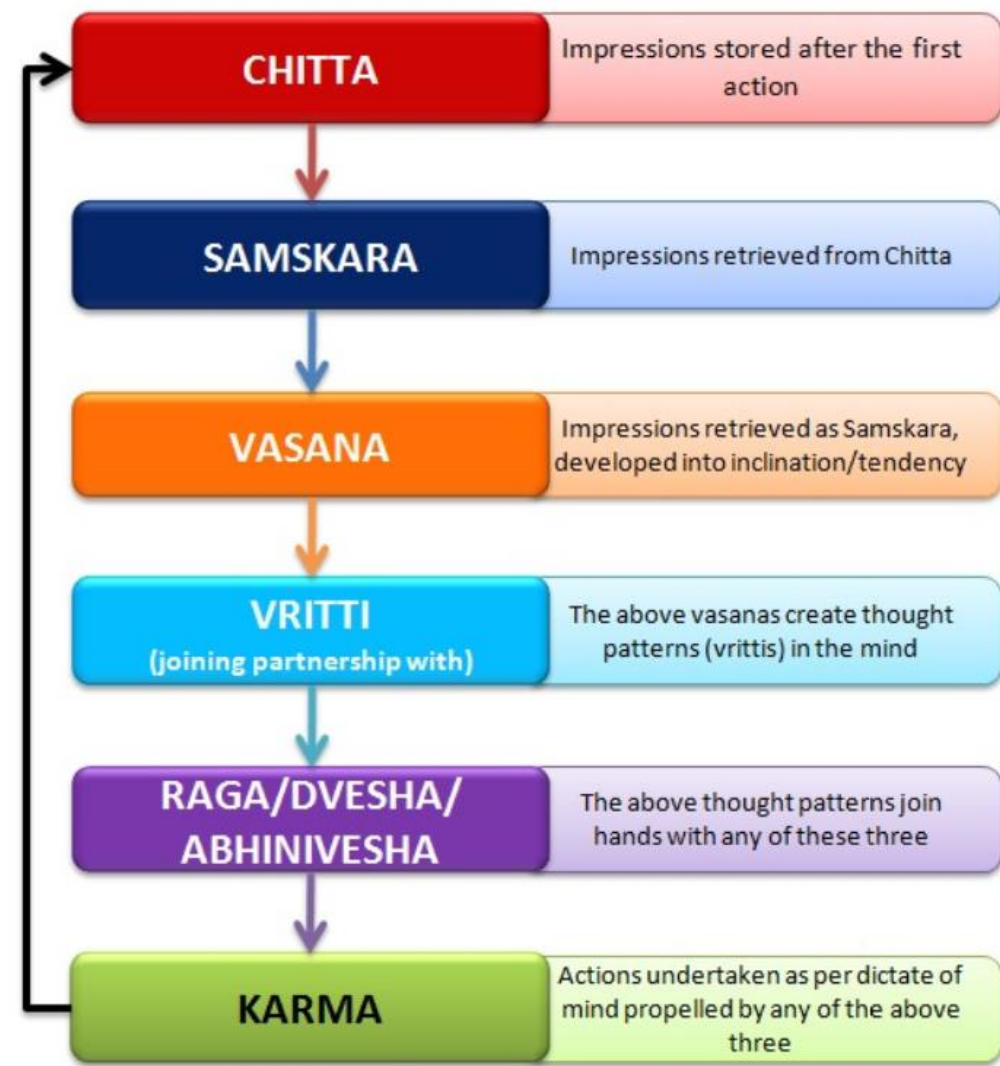 CHITTA
Impressions stored after the first
action
SAMSKARA
Impressions retrieved from Chitta
VASANA
Impressions retrieved as Samskara,
developed into inclination/tendency
VRITTI
(joining partnership with)
The above vasanas create thought
patterns (vrittis) in the mind
RAGA/DVESHA/
ABHINIVESHA
The above thought patterns join
hands with any of these three
KARMA
Actions undertaken as per dictate of
mind propelled by any of the above
three